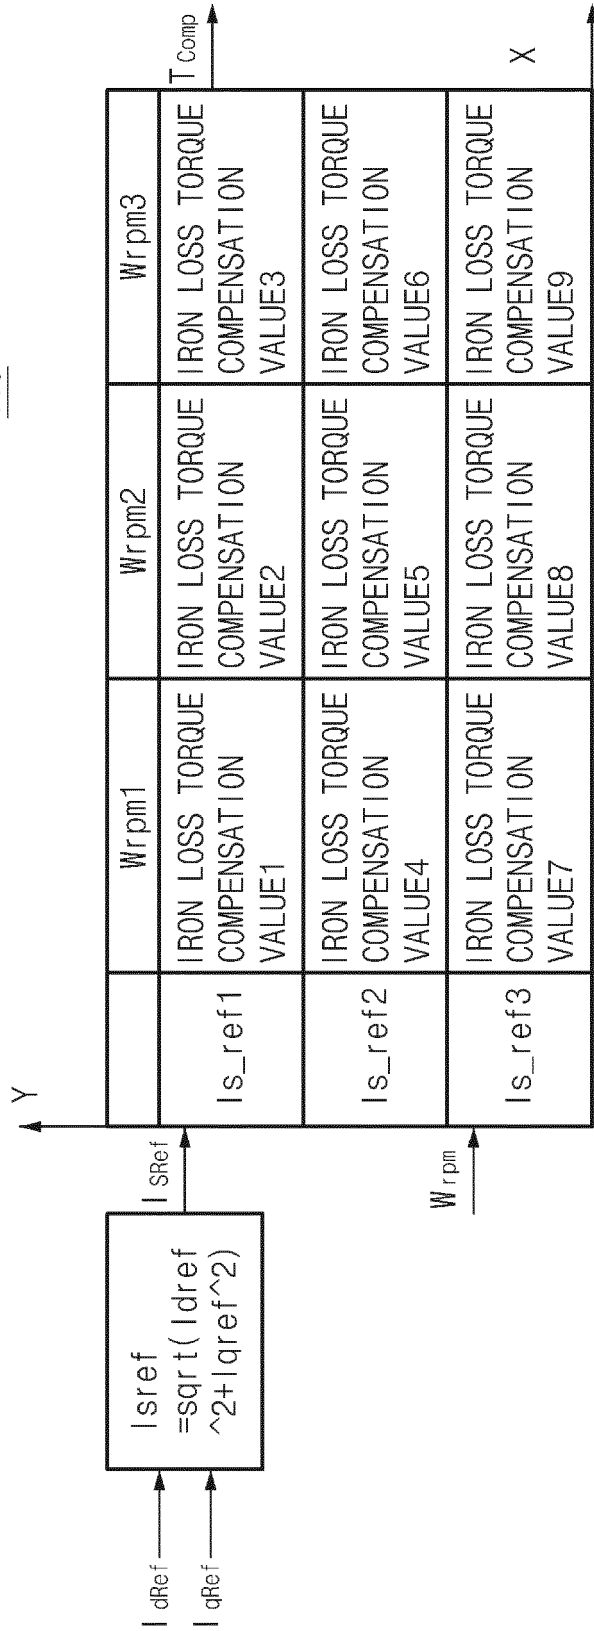 Y
T Comp
Wrpm1
Wrpm2
Wrpm3
I dRef
I qRef
Isref
=sqrt(Idref
^2+Iqref^2)
I SRef
Is_ref1
IRON LOSS TORQUE
COMPENSATION
VALUE1
IRON LOSS TORQUE
COMPENSATION
VALUE2
IRON LOSS TORQUE
COMPENSATION
VALUE3
Is_ref2
IRON LOSS TORQUE
COMPENSATION
VALUE4
IRON LOSS TORQUE
COMPENSATION
VALUE5
IRON LOSS TORQUE
COMPENSATION
VALUE6
Wrpm
Is_ref3
IRON LOSS TORQUE
COMPENSATION
VALUE7
IRON LOSS TORQUE
COMPENSATION
VALUE8
IRON LOSS TORQUE
COMPENSATION
VALUE9
X